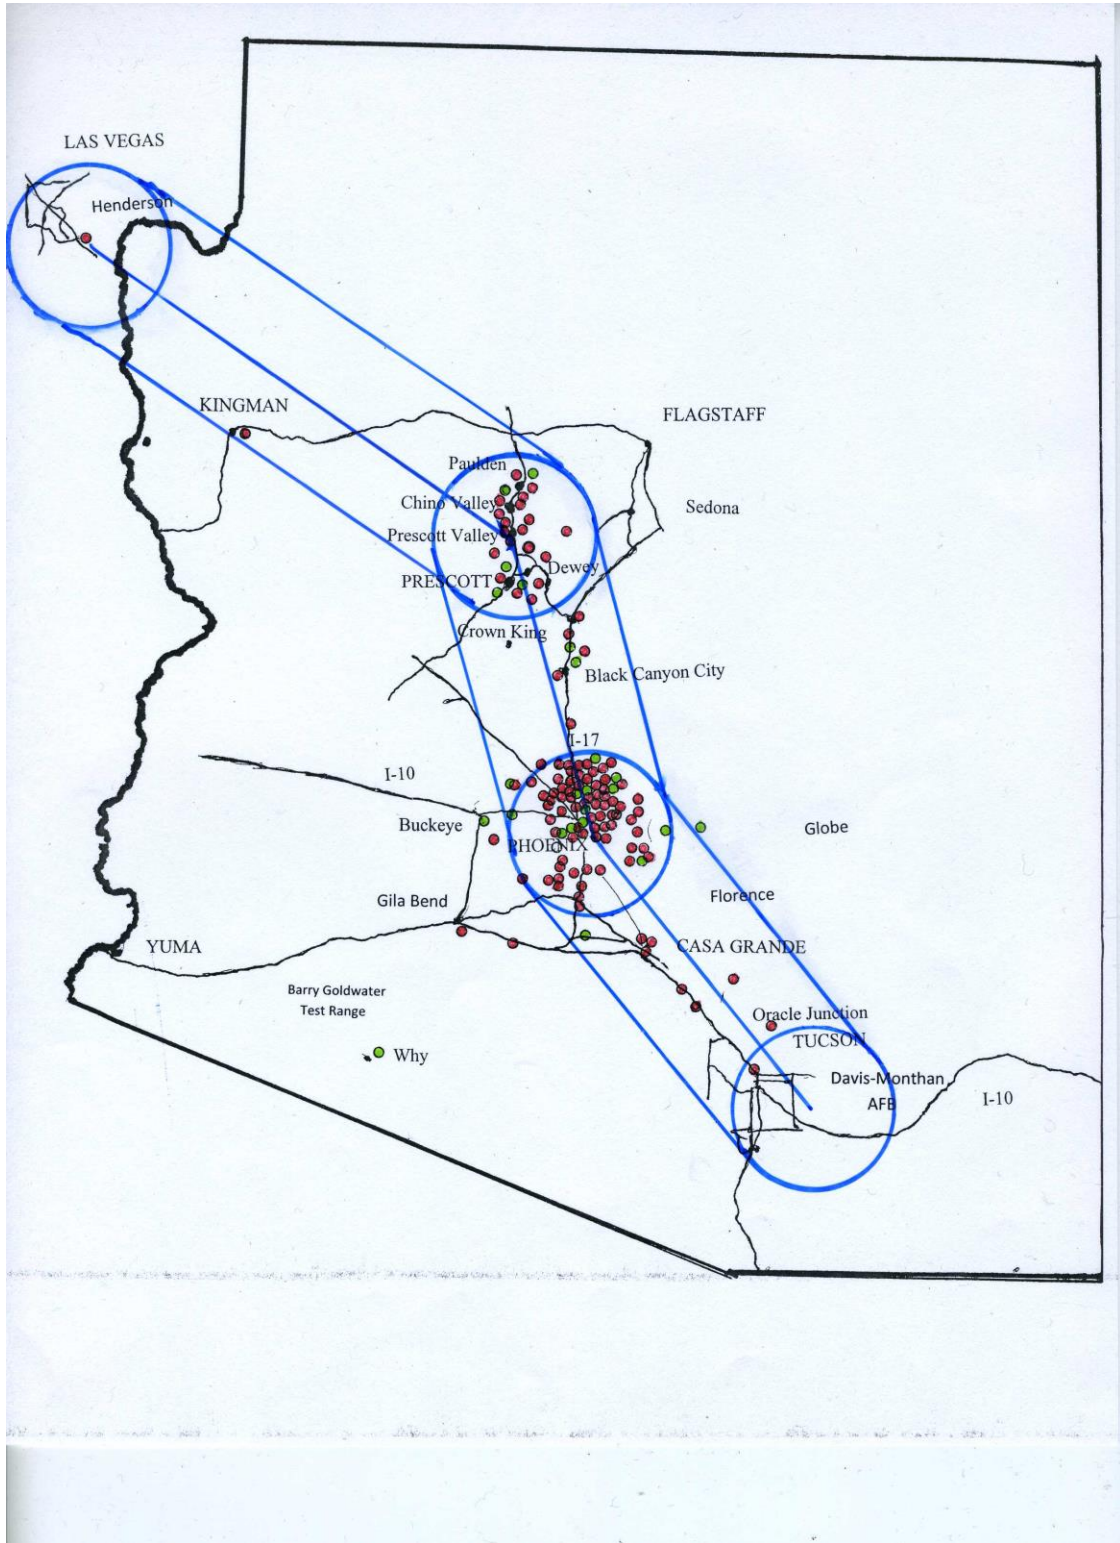 LAS VEGAS
Henderson
KINGMAN
FLAGSTAFF
Paulden
Chino Valley
Sedona
Prescott Valley
PRESCOTT
Dewey
Crown King
Black Canyon City
I-17
I-10
Buckeye
PHOENIX
Globe
Gila Bend
Florence
YUMA
CASA GRANDE
Barry Goldwater
Test Range
Oracle Junction
TUCSON
Why
Davis-Monthan
AFB
I-10